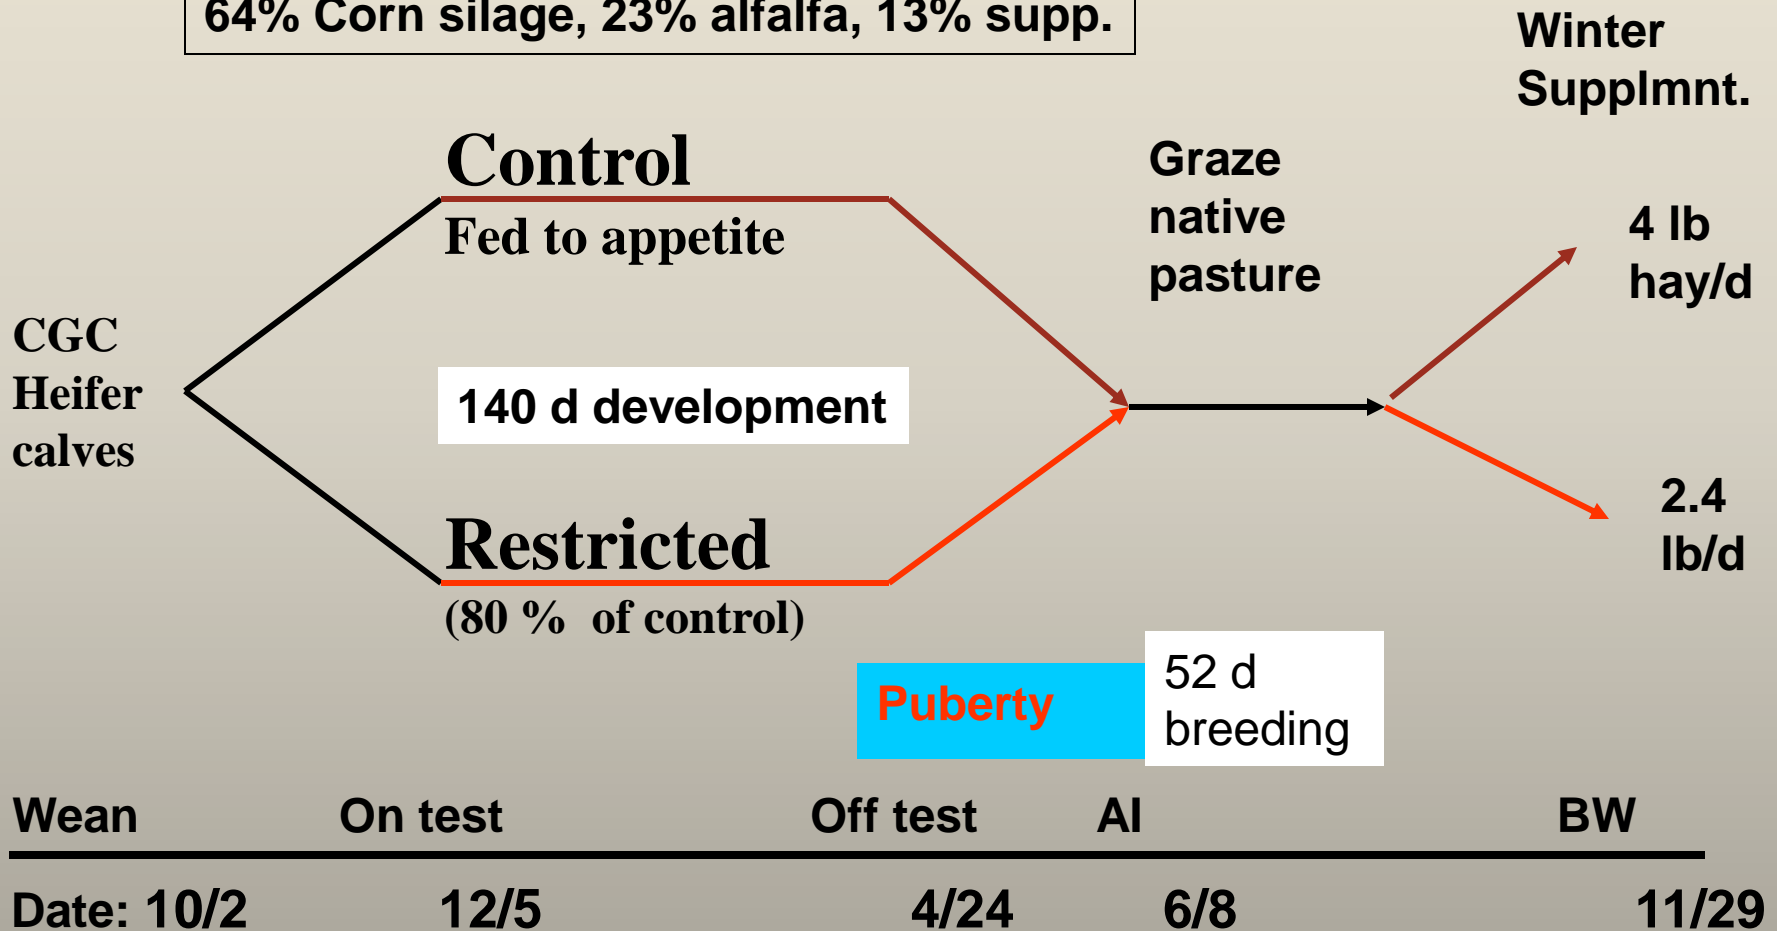 64% Corn silage, 23% alfalfa, 13% supp.
Winter
Supplmnt.
Control
Fed to appetite
Graze
native
pasture
4 lb
hay/d
CGC
Heifer
calves
140 d development
Restricted
(80 % of control)
2.4
lb/d
Puberty
52 d
breeding
Wean On test Off test AI BW
Date: 10/2 12/5 4/24 6/8 11/29